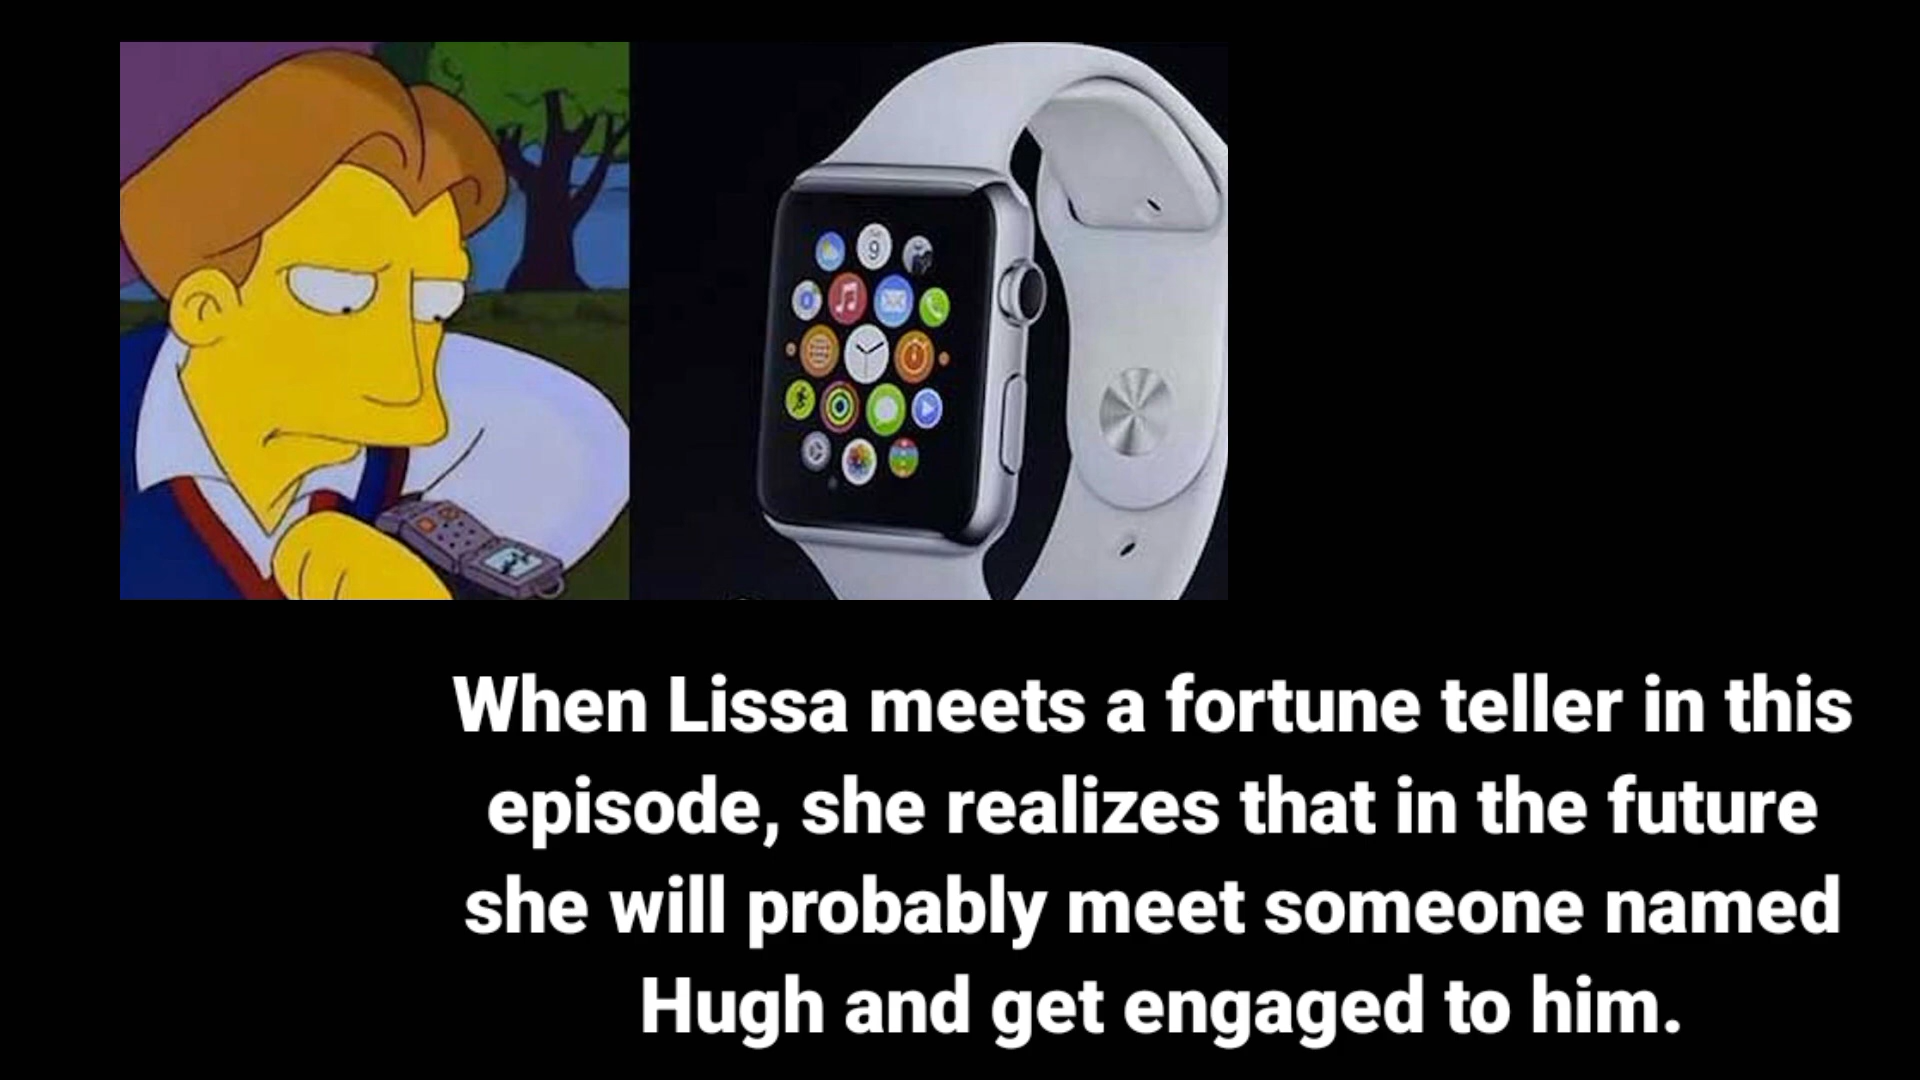 9
When Lissa meets a fortune teller in this
episode, she realizes that in the future
she will probably meet someone named
Hugh and get engaged to him.